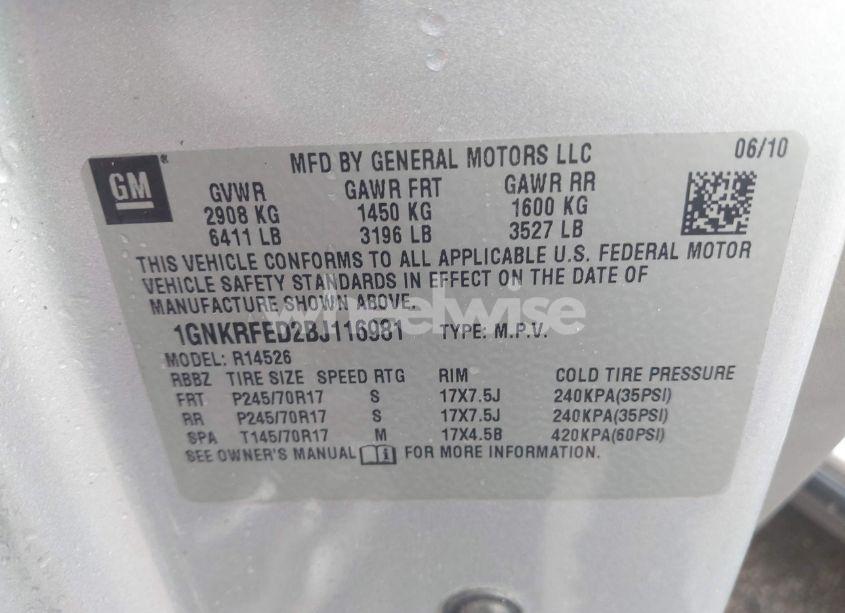 GM
MFD BY GENERAL MOTORS LLC 06/10
GVWR GAWR FRT GAWR RR
2908 KG 1450 KG 1600 KG
6411 LB 3196 LB 3527 LB
THIS VEHICLE CONFORMS TO ALL APPLICABLE U.S. FEDERAL MOTOR
VEHICLE SAFETY STANDARDS IN EFFECT ON THE DATE OF
MANUFACTURE SHOWN ABOVE.
wheelwise
1GNKRFED2BJ116981 TYPE: M.P.V.
MODEL: R14526
RBBZ TIRE SIZE SPEED RTG RIM COLD TIRE PRESSURE
FRT P245/70R17 S 17X7.5J 240KPA(35PSI)
RR P245/70R17 S 17X7.5J 240KPA(35PSI)
SPA T145/70R17 M 17X4.5B 420KPA(60PSI)
SEE OWNER'S MANUAL FOR MORE INFORMATION.